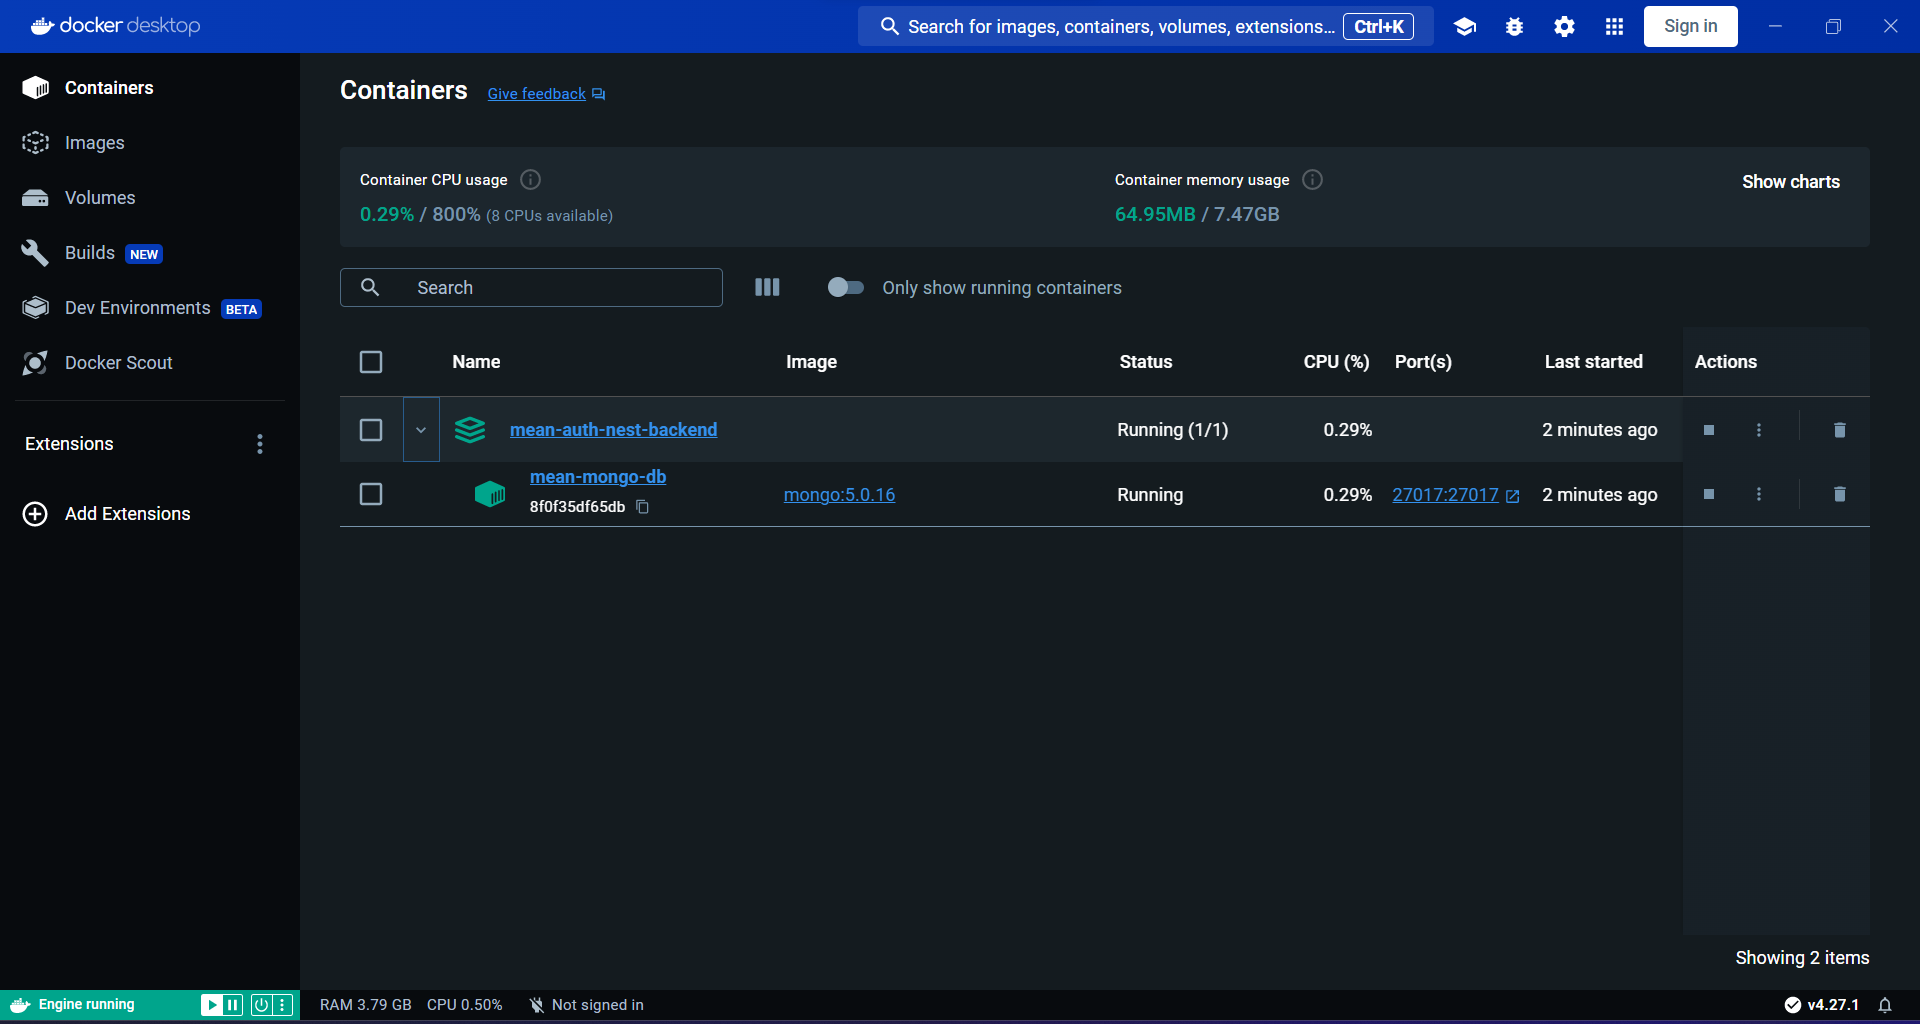 docker desktop
Search for images, containers, volumes, extensions... Ctrl+K
Sign in
Containers
Images
Volumes
Builds NEW
Dev Environments BETA
Docker Scout
Extensions
Add Extensions
Containers Give feedback
Container CPU usage
0.29% / 800% (8 CPUs available)
Container memory usage
64.95MB / 7.47GB
Show charts
Search
Only show running containers
Name Image Status CPU (%) Port(s) Last started Actions
mean-auth-nest-backend Running (1/1) 0.29% 2 minutes ago
mean-mongo-db
8f0f35df65db
mongo:5.0.16 Running 0.29% 27017:27017 2 minutes ago
Showing 2 items
Engine running
RAM 3.79 GB CPU 0.50% Not signed in
v4.27.1